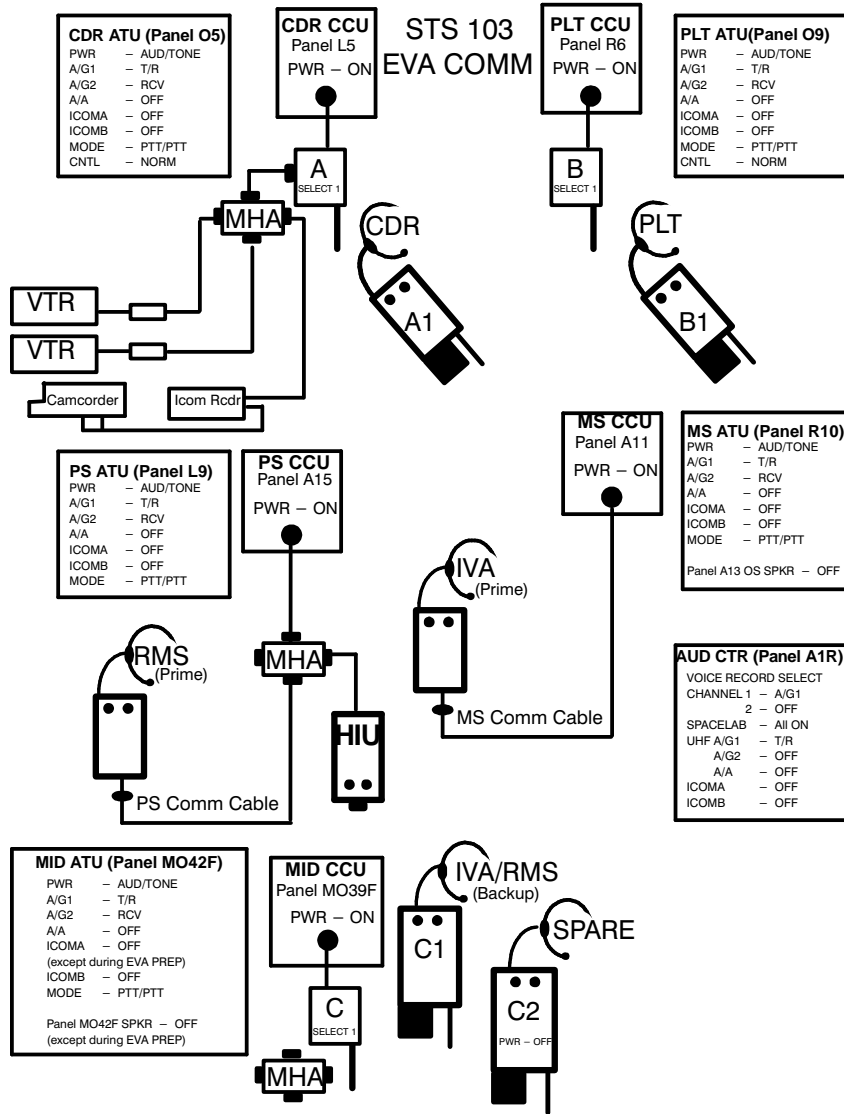 STS 103
EVA COMM
CDR ATU (Panel O5)
PWR – AUD/TONE
A/G1 – T/R
A/G2 – RCV
A/A – OFF
ICOMA – OFF
ICOMB – OFF
MODE – PTT/PTT
CNTL – NORM
CDR CCU
Panel L5
PWR – ON
PLT CCU
Panel R6
PWR – ON
PLT ATU(Panel O9)
PWR – AUD/TONE
A/G1 – T/R
A/G2 – RCV
A/A – OFF
ICOMA – OFF
ICOMB – OFF
MODE – PTT/PTT
CNTL – NORM
A
SELECT 1
B
SELECT 1
MHA
CDR
A1
PLT
B1
VTR
VTR
Camcorder
Icom Rcdr
PS ATU (Panel L9)
PWR – AUD/TONE
A/G1 – T/R
A/G2 – RCV
A/A – OFF
ICOMA – OFF
ICOMB – OFF
MODE – PTT/PTT
PS CCU
Panel A15
PWR – ON
MS CCU
Panel A11
PWR – ON
MS ATU (Panel R10)
PWR – AUD/TONE
A/G1 – T/R
A/G2 – RCV
A/A – OFF
ICOMA – OFF
ICOMB – OFF
MODE – PTT/PTT
Panel A13 OS SPKR – OFF
IVA
(Prime)
RMS
(Prime)
MHA
HIU
MS Comm Cable
PS Comm Cable
AUD CTR (Panel A1R)
VOICE RECORD SELECT
CHANNEL 1 – A/G1
2 – OFF
SPACELAB – All ON
UHF A/G1 – T/R
A/G2 – OFF
A/A – OFF
ICOMA – OFF
ICOMB – OFF
MID ATU (Panel MO42F)
PWR – AUD/TONE
A/G1 – T/R
A/G2 – RCV
A/A – OFF
ICOMA – OFF
(except during EVA PREP)
ICOMB – OFF
MODE – PTT/PTT
Panel MO42F SPKR – OFF
(except during EVA PREP)
MID CCU
Panel MO39F
PWR – ON
C
SELECT 1
MHA
IVA/RMS
(Backup)
C1
SPARE
C2
PWR – OFF